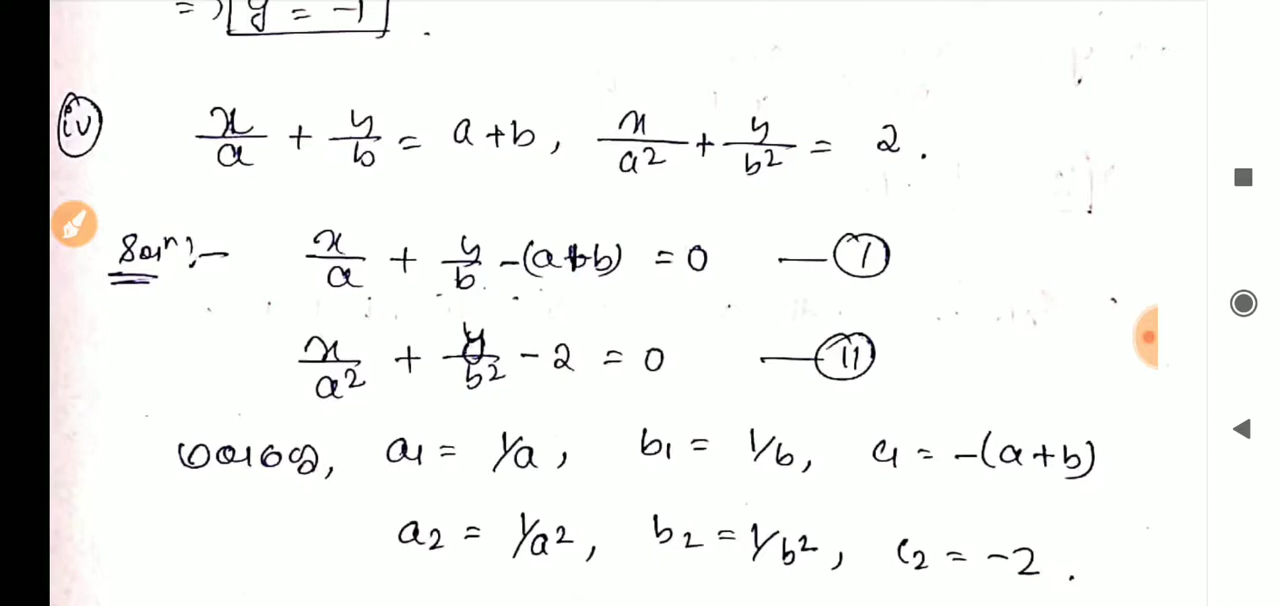 => y = -1 .
(iv) x/a + y/b = a+b, x/a² + y/b² = 2.
Solⁿ:- x/a + y/b -(a+b) = 0 —(I)
x/a² + y/b² - 2 = 0 —(II)
a₁ = 1/a, b₁ = 1/b, c₁ = -(a+b)
a₂ = 1/a², b₂ = 1/b², c₂ = -2.